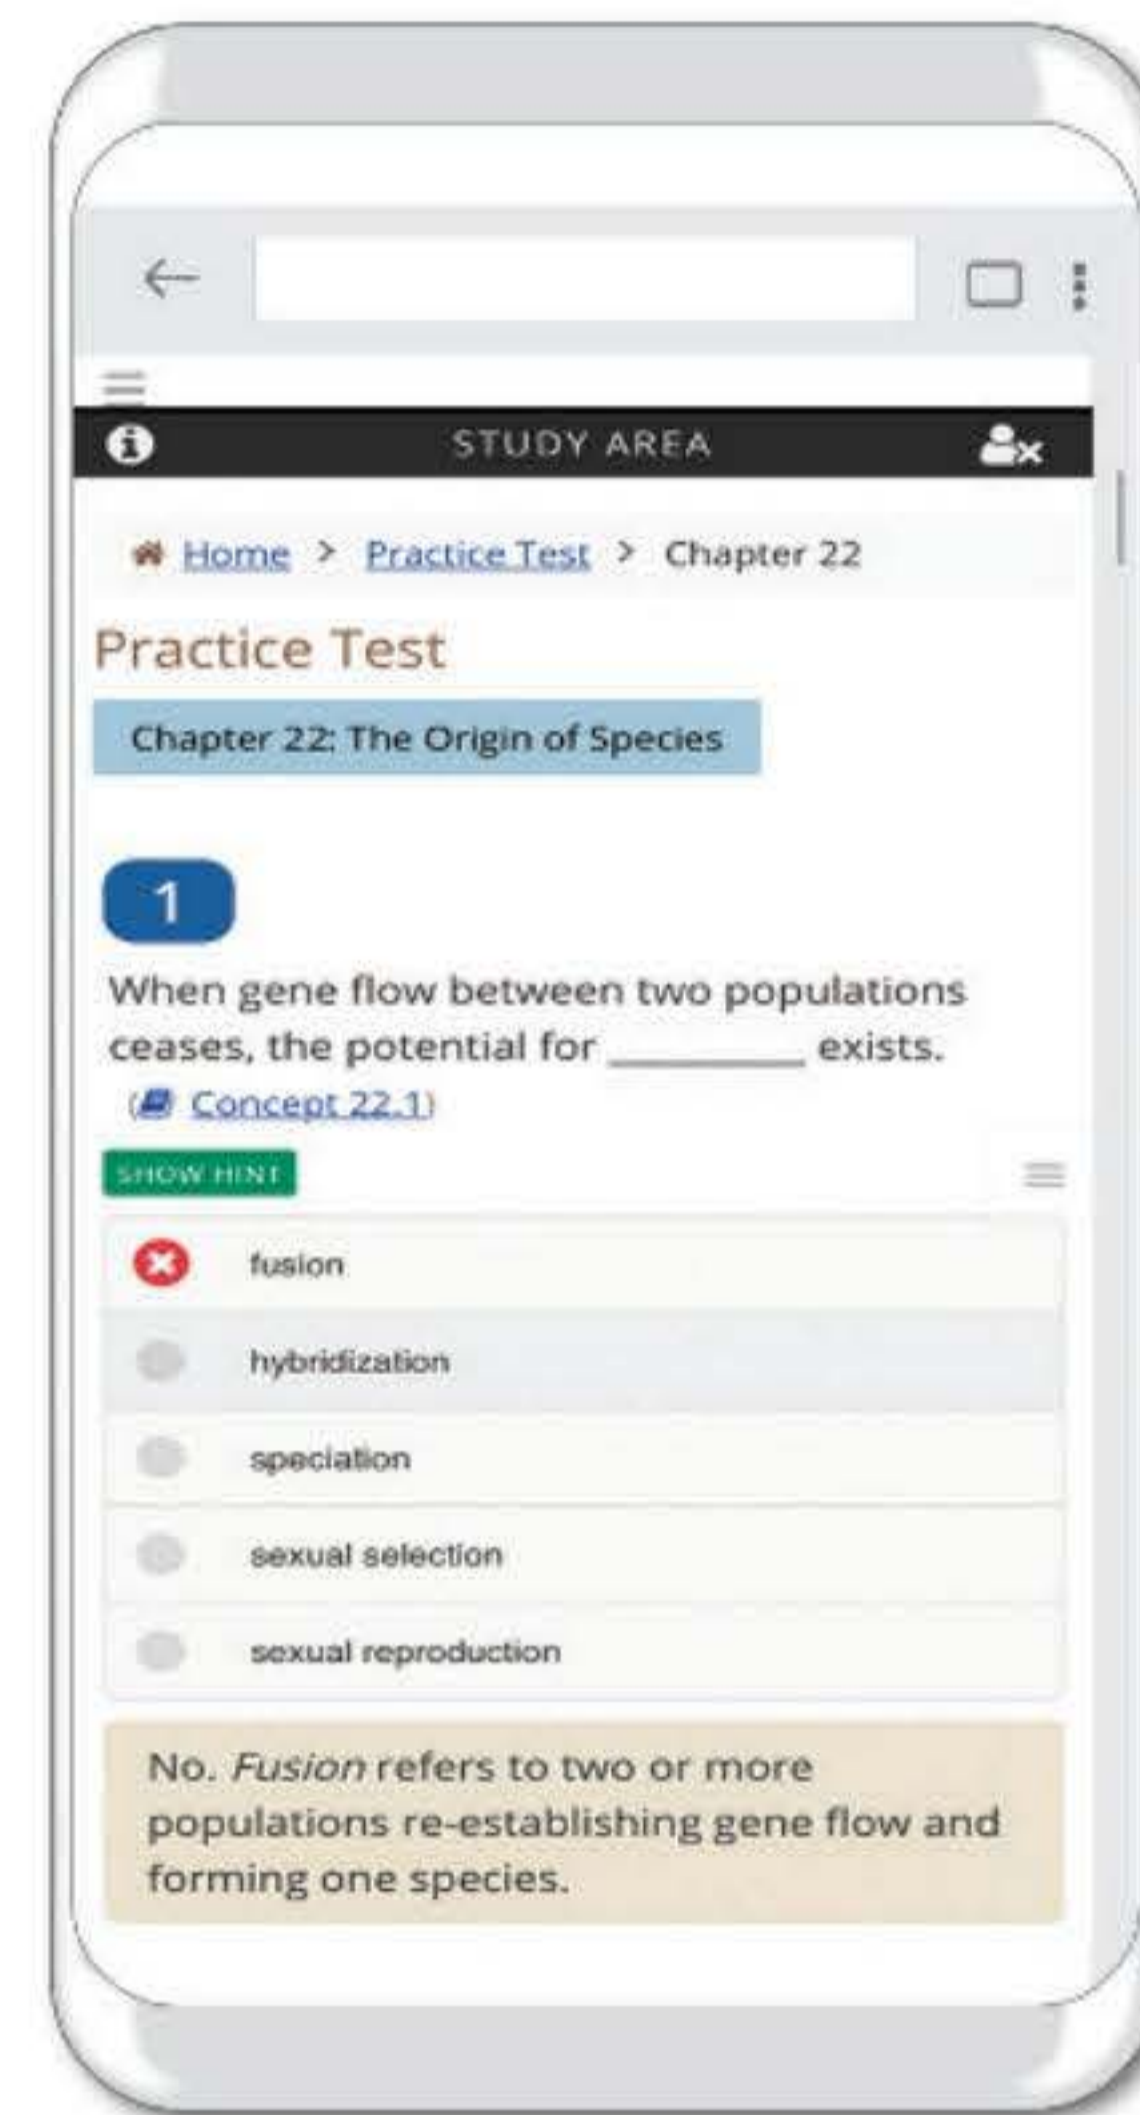 STUDY AREA
Home > Practice Test > Chapter 22
Practice Test
Chapter 22: The Origin of Species
1
When gene flow between two populations
ceases, the potential for ________ exists.
(Concept 22.1)
SHOW HINT
fusion
hybridization
speciation
sexual selection
sexual reproduction
No. Fusion refers to two or more
populations re-establishing gene flow and
forming one species.